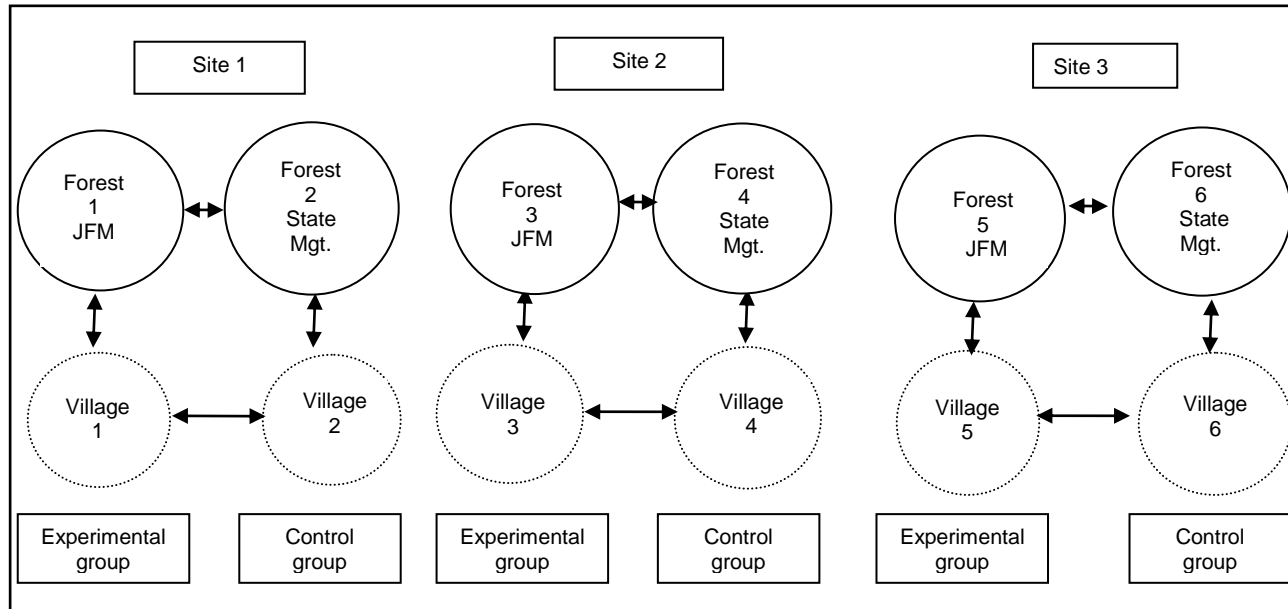 Site 1
Site 2
Site 3
Forest
1
JFM
Forest
2
State
Mgt.
Forest
3
JFM
Forest
4
State
Mgt.
Forest
5
JFM
Forest
6
State
Mgt.
Village
1
Village
2
Village
3
Village
4
Village
5
Village
6
Experimental
group
Control
group
Experimental
group
Control
group
Experimental
group
Control
group